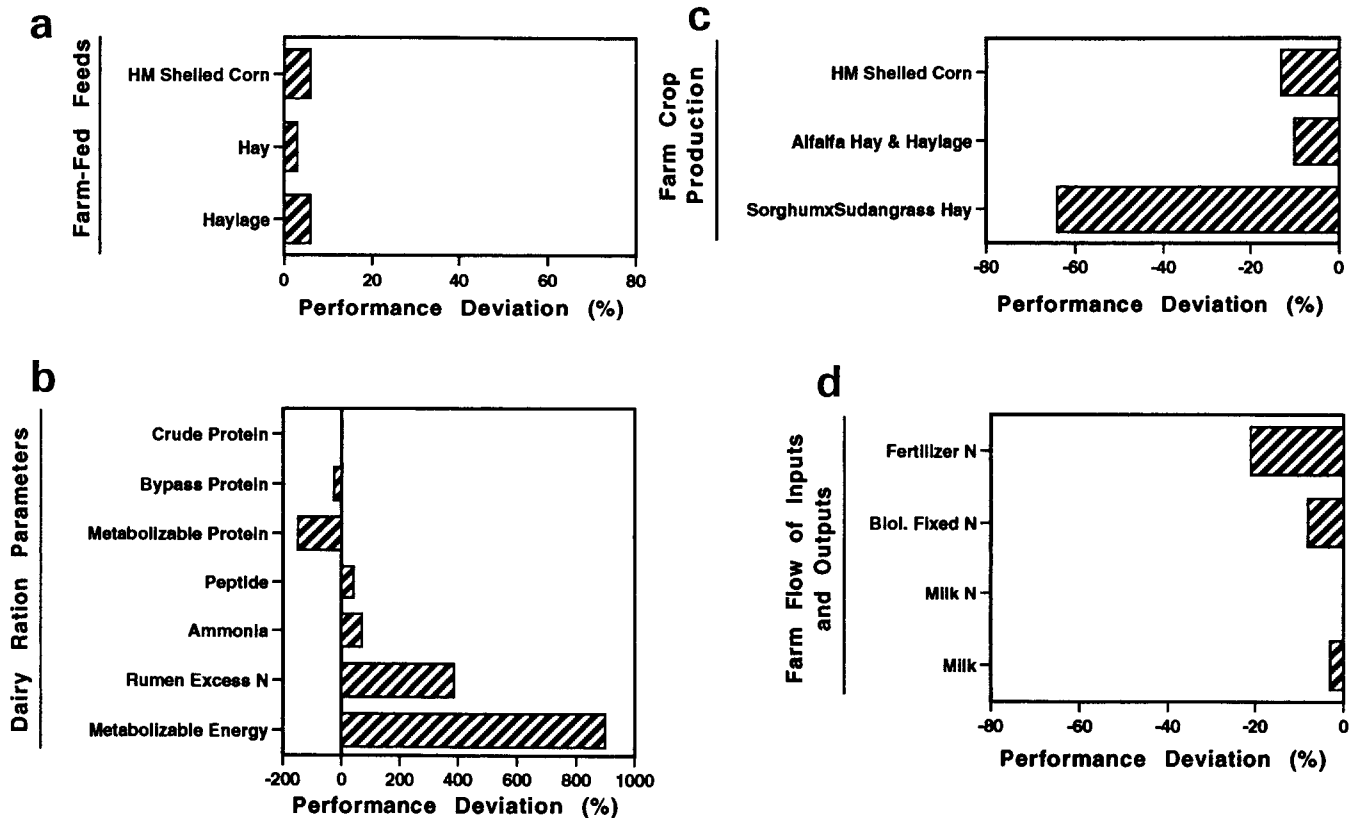 a
Farm-Fed Feeds
HM Shelled Corn
Hay
Haylage
0 20 40 60 80
Performance Deviation (%)
c
Farm Crop
Production
HM Shelled Corn
Alfalfa Hay & Haylage
SorghumxSudangrass Hay
-80 -60 -40 -20 0
Performance Deviation (%)
b
Dairy Ration Parameters
Crude Protein
Bypass Protein
Metabolizable Protein
Peptide
Ammonia
Rumen Excess N
Metabolizable Energy
-200 0 200 400 600 800 1000
Performance Deviation (%)
d
Farm Flow of Inputs
and Outputs
Fertilizer N
Biol. Fixed N
Milk N
Milk
-80 -60 -40 -20 0
Performance Deviation (%)